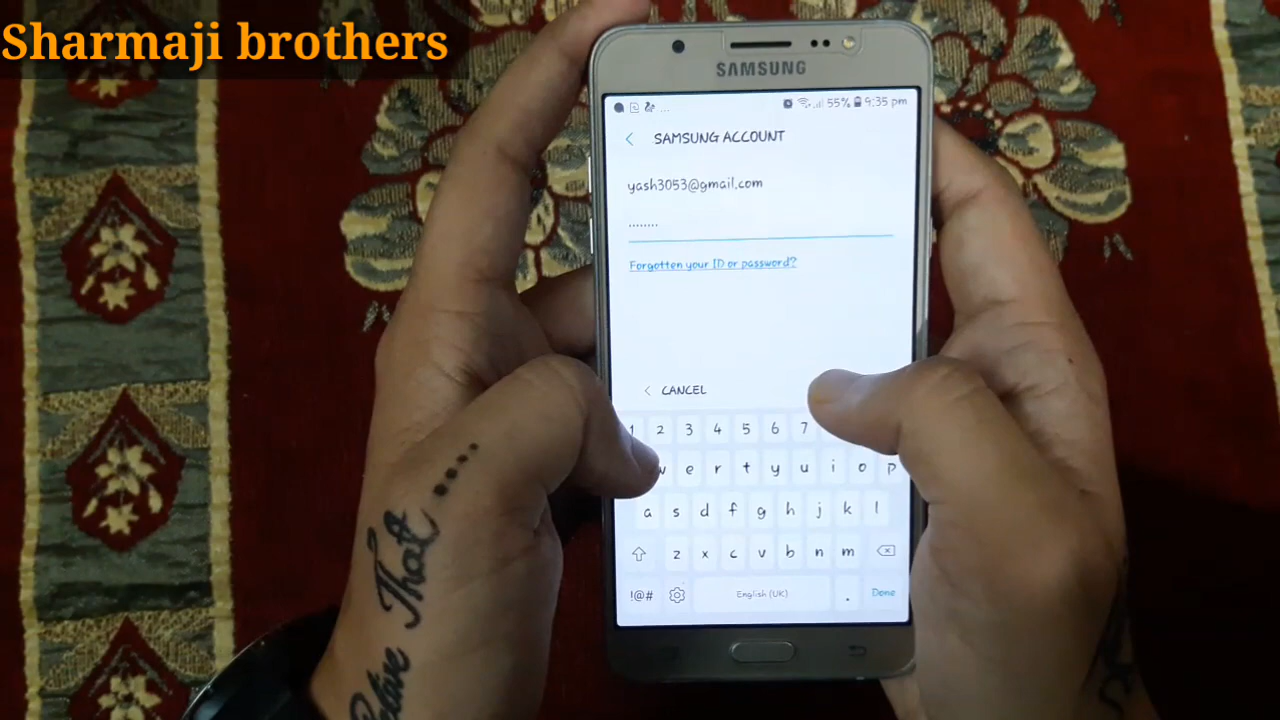 Sharmaji brothers
SAMSUNG
... 55% 9:35 pm
SAMSUNG ACCOUNT
yash3053@gmail.com
........
Forgotten your ID or password?
CANCEL
1 2 3 4 5 6 7
e r t y u i o p
a s d f g h j k l
z x c v b n m
!@# English (UK) . Done
That ....